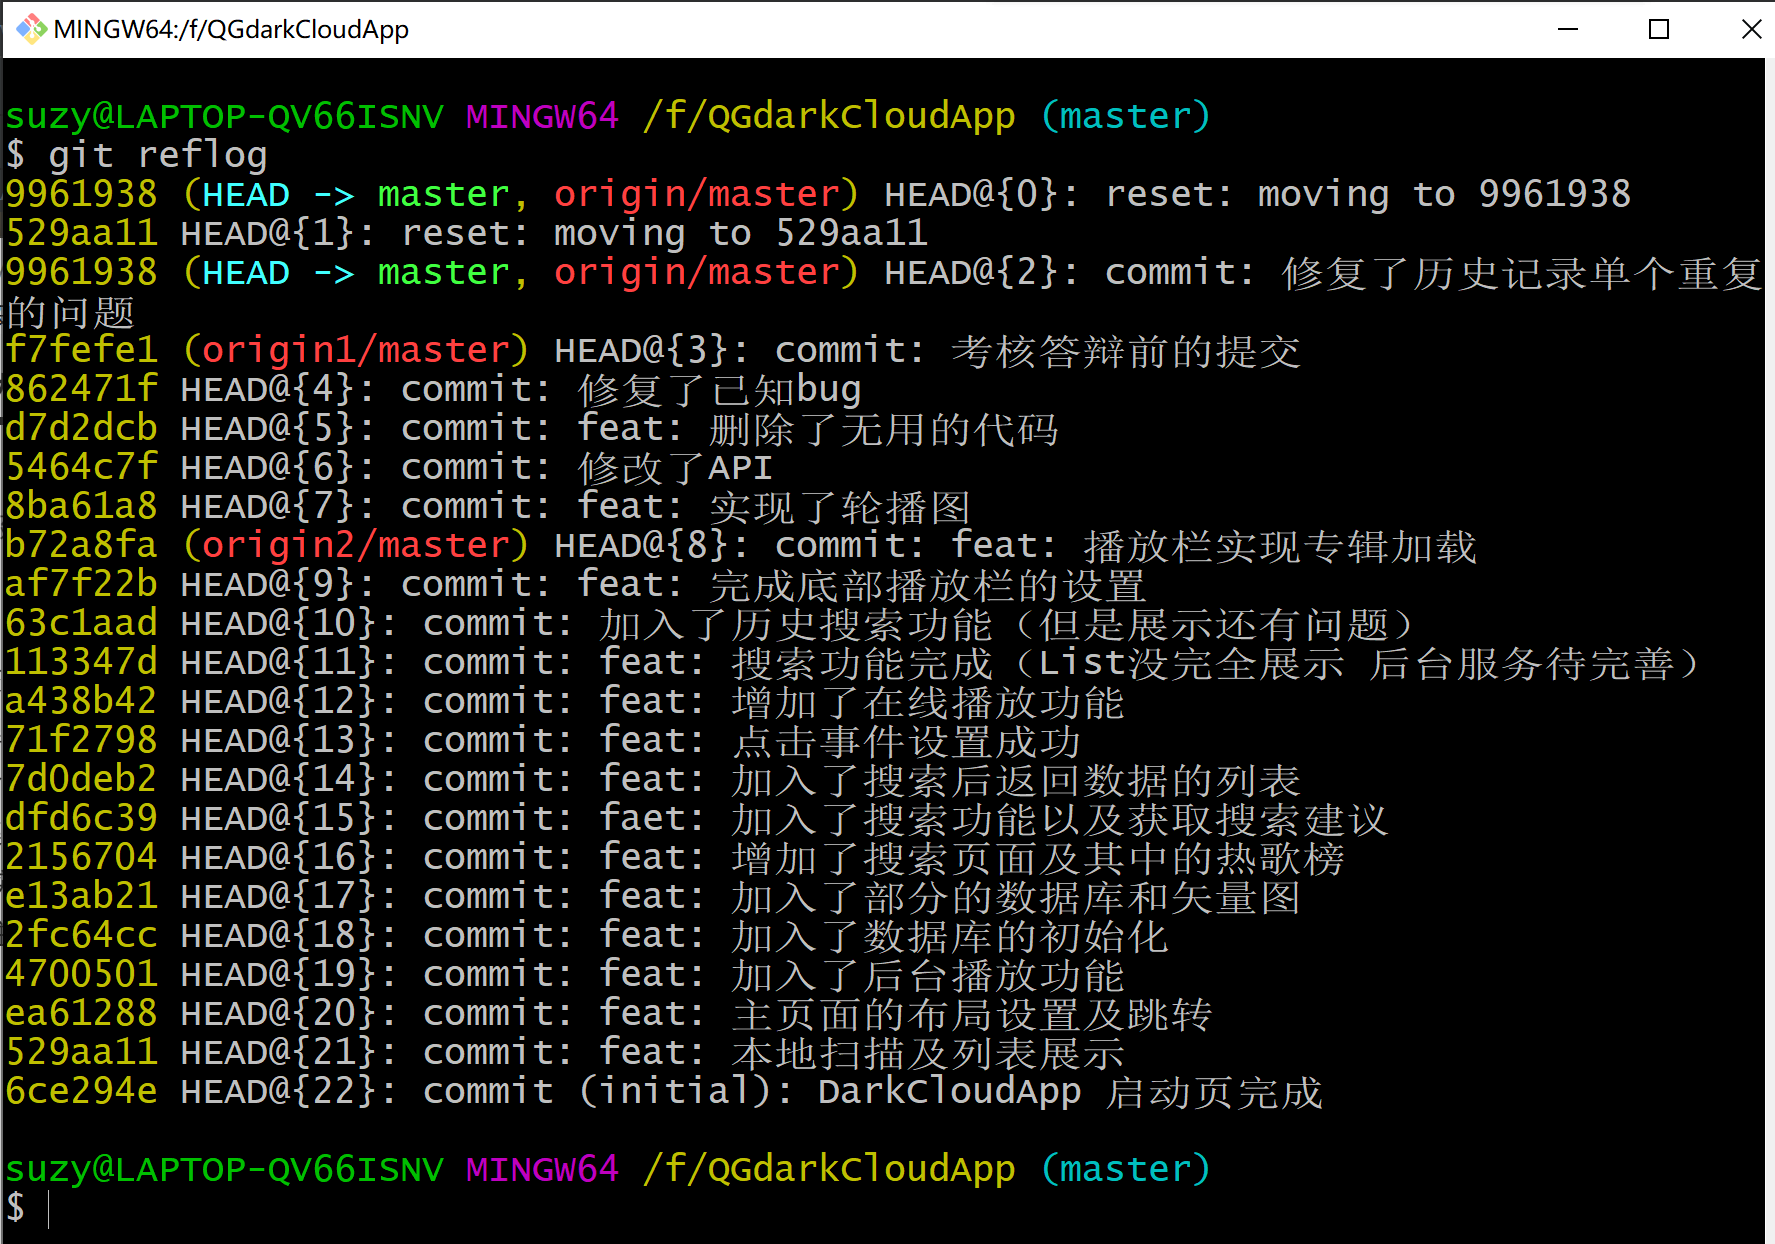 MINGW64:/f/QGdarkCloudApp
suzy@LAPTOP-QV66ISNV MINGW64 /f/QGdarkCloudApp (master)
$ git reflog
9961938 (HEAD -> master, origin/master) HEAD@{0}: reset: moving to 9961938
529aa11 HEAD@{1}: reset: moving to 529aa11
9961938 (HEAD -> master, origin/master) HEAD@{2}: commit: 修复了历史记录单个重复
的问题
f7fefe1 (origin1/master) HEAD@{3}: commit: 考核答辩前的提交
862471f HEAD@{4}: commit: 修复了已知bug
d7d2dcb HEAD@{5}: commit: feat: 删除了无用的代码
5464c7f HEAD@{6}: commit: 修改了API
8ba61a8 HEAD@{7}: commit: feat: 实现了轮播图
b72a8fa (origin2/master) HEAD@{8}: commit: feat: 播放栏实现专辑加载
af7f22b HEAD@{9}: commit: feat: 完成底部播放栏的设置
63c1aad HEAD@{10}: commit: 加入了历史搜索功能（但是展示还有问题）
113347d HEAD@{11}: commit: feat: 搜索功能完成（List没完全展示 后台服务待完善）
a438b42 HEAD@{12}: commit: feat: 增加了在线播放功能
71f2798 HEAD@{13}: commit: feat: 点击事件设置成功
7d0deb2 HEAD@{14}: commit: feat: 加入了搜索后返回数据的列表
dfd6c39 HEAD@{15}: commit: faet: 加入了搜索功能以及获取搜索建议
2156704 HEAD@{16}: commit: feat: 增加了搜索页面及其中的热歌榜
e13ab21 HEAD@{17}: commit: feat: 加入了部分的数据库和矢量图
2fc64cc HEAD@{18}: commit: feat: 加入了数据库的初始化
4700501 HEAD@{19}: commit: feat: 加入了后台播放功能
ea61288 HEAD@{20}: commit: feat: 主页面的布局设置及跳转
529aa11 HEAD@{21}: commit: feat: 本地扫描及列表展示
6ce294e HEAD@{22}: commit (initial): DarkCloudApp 启动页完成
suzy@LAPTOP-QV66ISNV MINGW64 /f/QGdarkCloudApp (master)
$